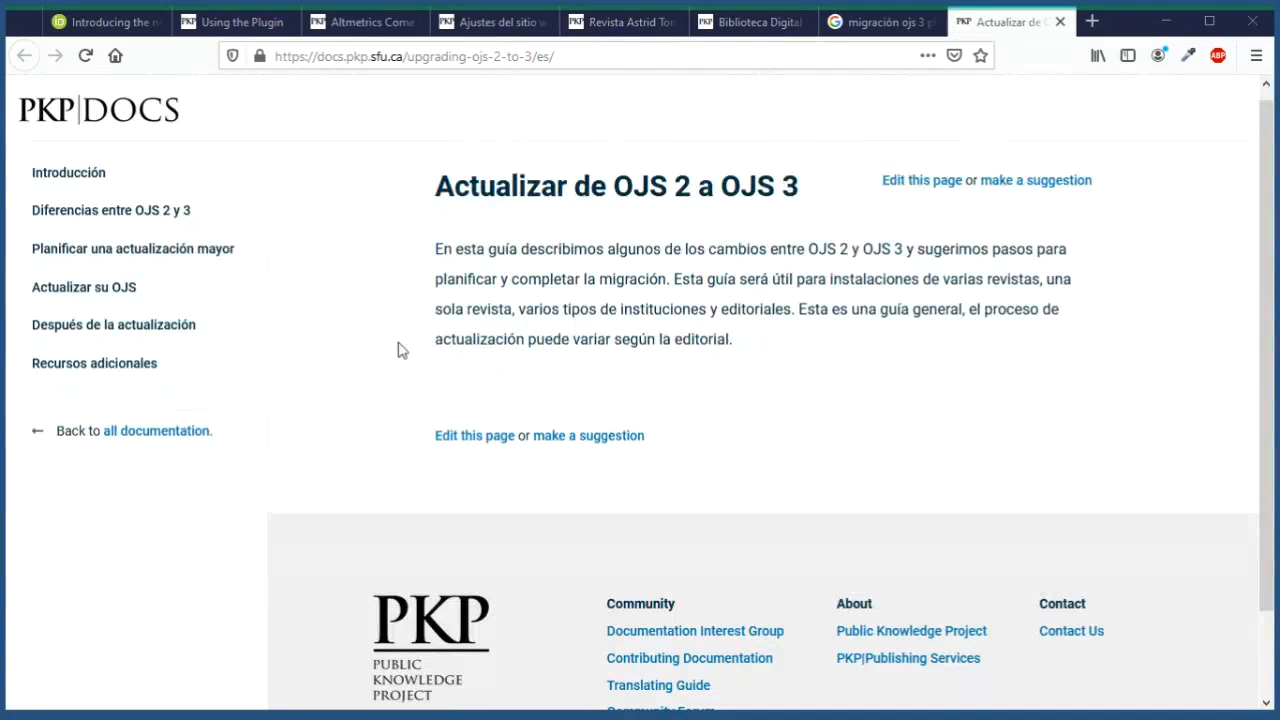 Introducing the n
Using the Plugin
Altmetrics Come
Ajustes del sitio w
Revista Astrid Tor
Biblioteca Digital
migración ojs 3 p
Actualizar de O
https://docs.pkp.sfu.ca/upgrading-ojs-2-to-3/es/
ABP
PKP|DOCS
Introducción
Diferencias entre OJS 2 y 3
Planificar una actualización mayor
Actualizar su OJS
Después de la actualización
Recursos adicionales
← Back to all documentation.
Actualizar de OJS 2 a OJS 3
Edit this page or make a suggestion
En esta guía describimos algunos de los cambios entre OJS 2 y OJS 3 y sugerimos pasos para
planificar y completar la migración. Esta guía será útil para instalaciones de varias revistas, una
sola revista, varios tipos de instituciones y editoriales. Esta es una guía general, el proceso de
actualización puede variar según la editorial.
Edit this page or make a suggestion
PKP
PUBLIC
KNOWLEDGE
PROJECT
Community
Documentation Interest Group
Contributing Documentation
Translating Guide
Community Forum
About
Public Knowledge Project
PKP|Publishing Services
Contact
Contact Us